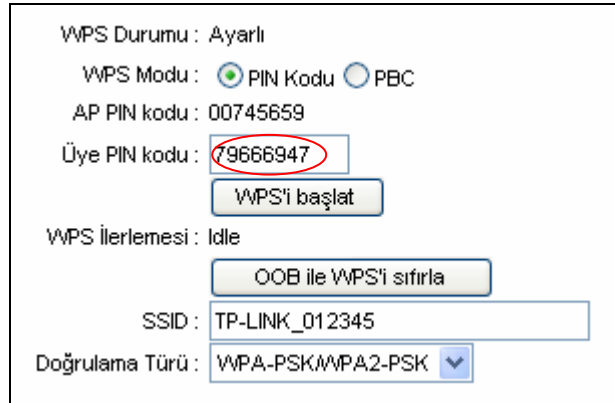 WPS Durumu : Ayarlı
WPS Modu : PIN Kodu PBC
AP PIN kodu : 00745659
Üye PIN kodu : 79666947
WPS'i başlat
WPS İlerlemesi : Idle
OOB ile WPS'i sıfırla
SSID : TP-LINK_012345
Doğrulama Türü : WPA-PSK/WPA2-PSK